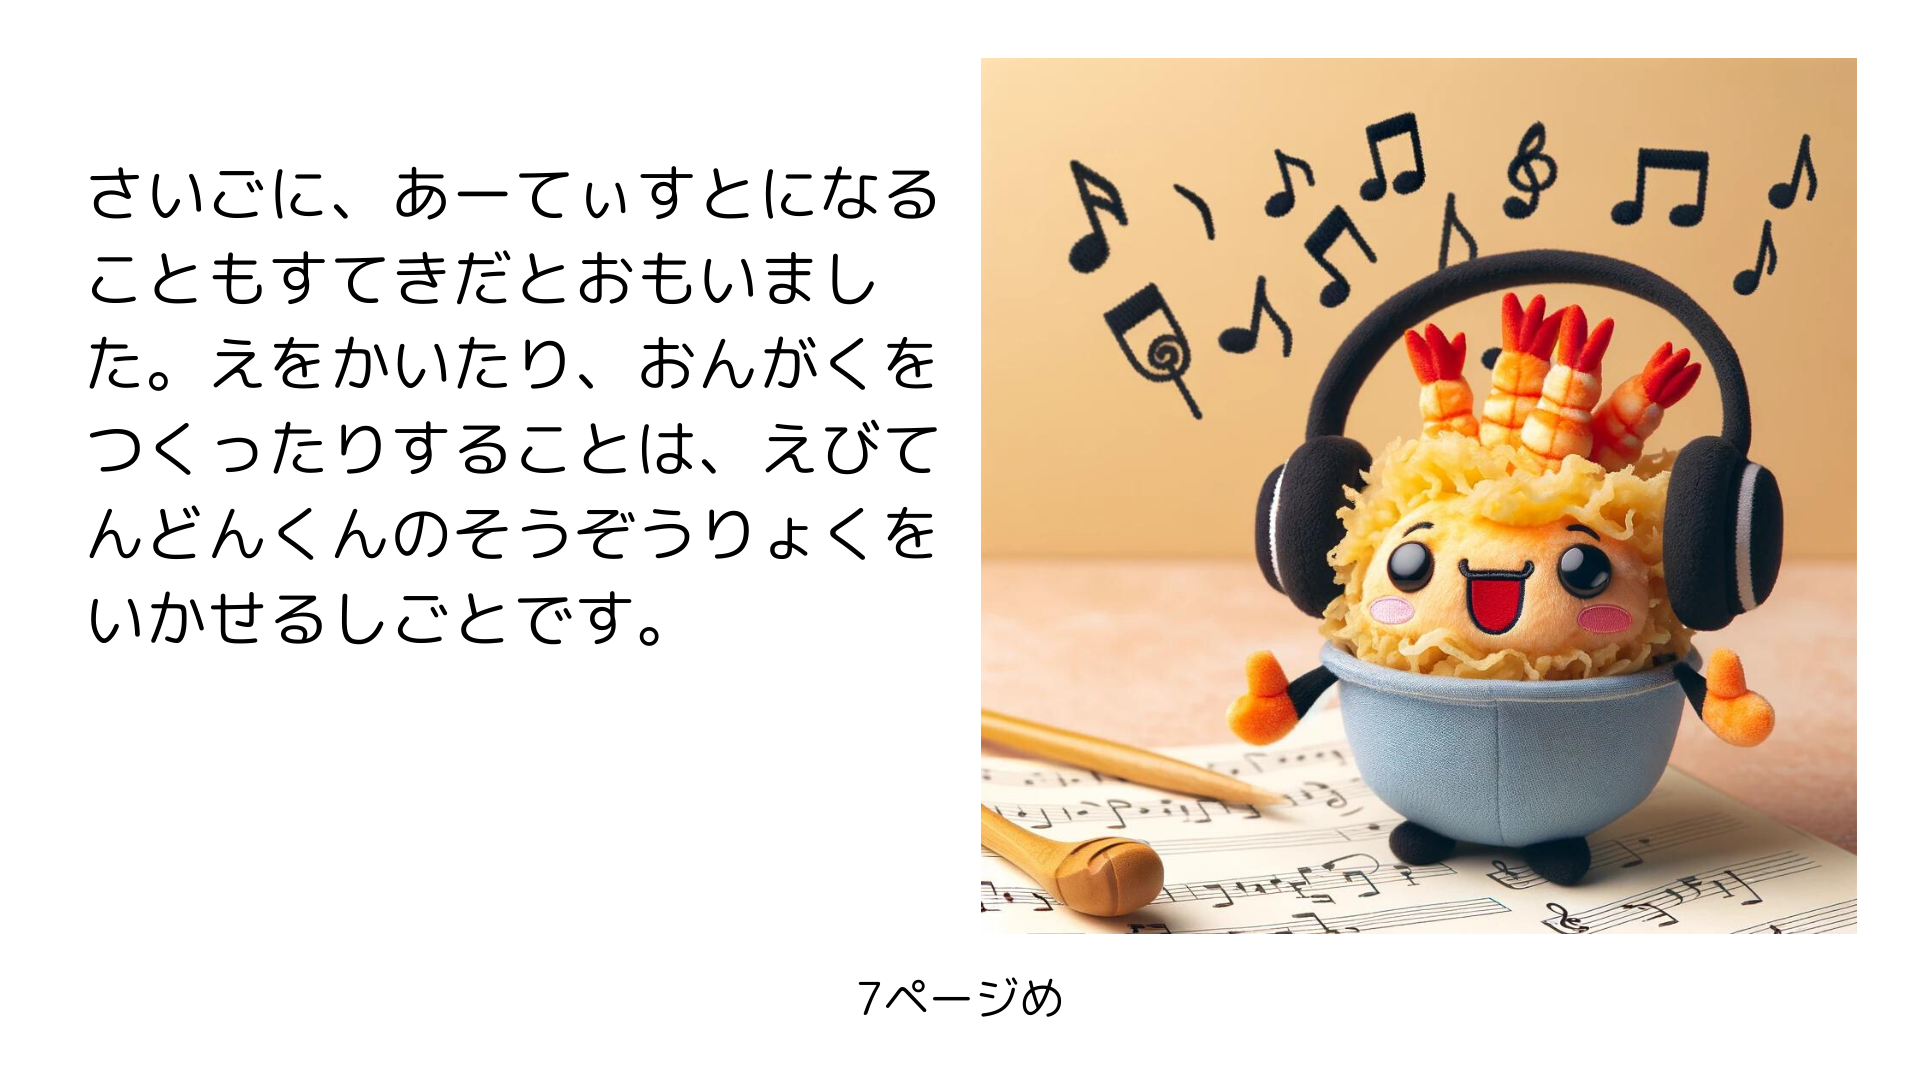 さいごに、あーてぃすとになる
こともすてきだとおもいまし
た。えをかいたり、おんがくを
つくったりすることは、えびて
んどんくんのそうぞうりょくを
いかせるしごとです。
7ページめ